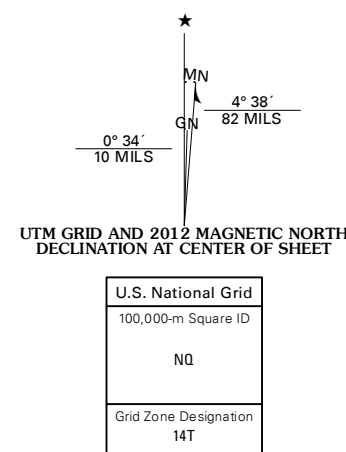 ★
MN
4° 38´
82 MILS
GN
0° 34´
10 MILS
UTM GRID AND 2012 MAGNETIC NORTH
DECLINATION AT CENTER OF SHEET
U.S. National Grid
100,000-m Square ID
NQ
Grid Zone Designation
14T